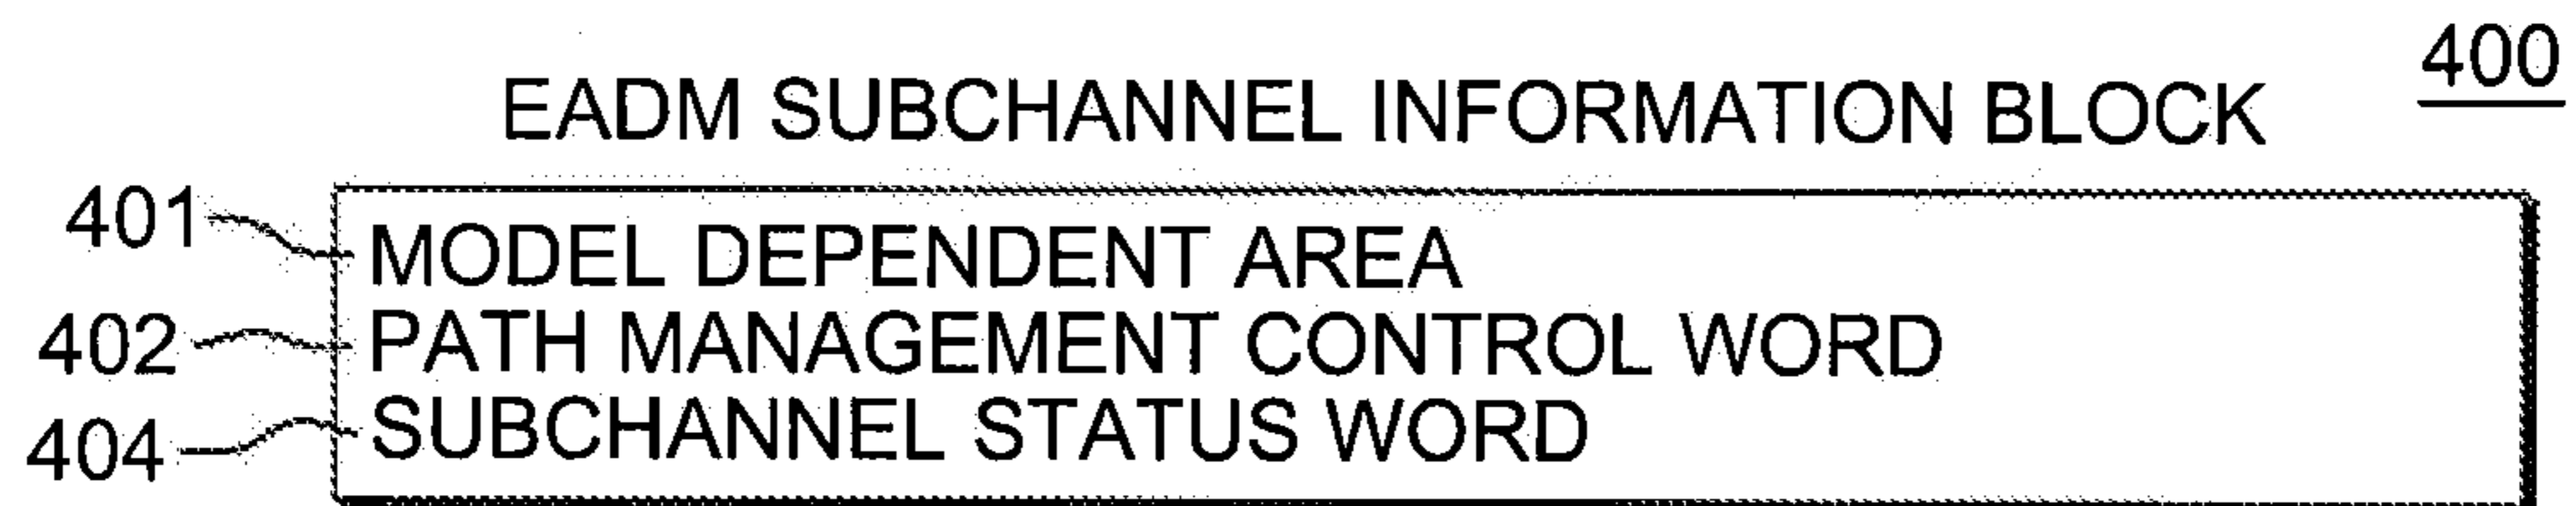 400
EADM SUBCHANNEL INFORMATION BLOCK
401 MODEL DEPENDENT AREA
402 PATH MANAGEMENT CONTROL WORD
404 SUBCHANNEL STATUS WORD